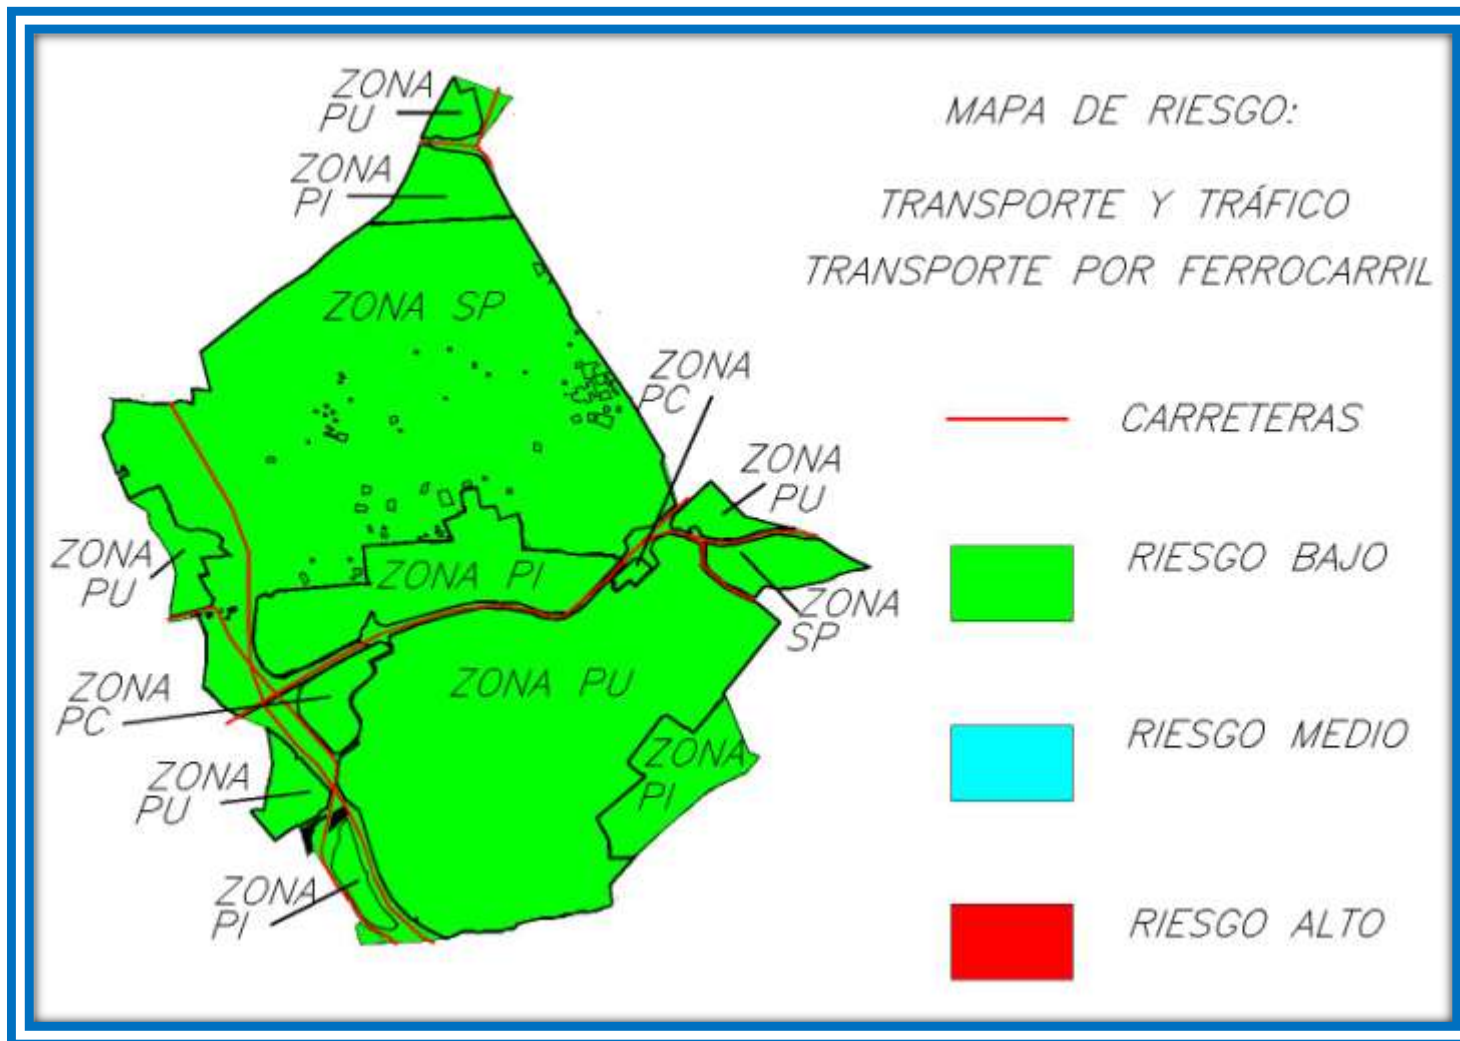 MAPA DE RIESGO:
TRANSPORTE Y TRÁFICO
TRANSPORTE POR FERROCARRIL
CARRETERAS
RIESGO BAJO
RIESGO MEDIO
RIESGO ALTO
ZONA
PU
ZONA
PI
ZONA SP
ZONA
PC
ZONA
PU
ZONA
PU
ZONA PI
ZONA
SP
ZONA
PC
ZONA PU
ZONA
PU
ZONA
PI
ZONA
PI